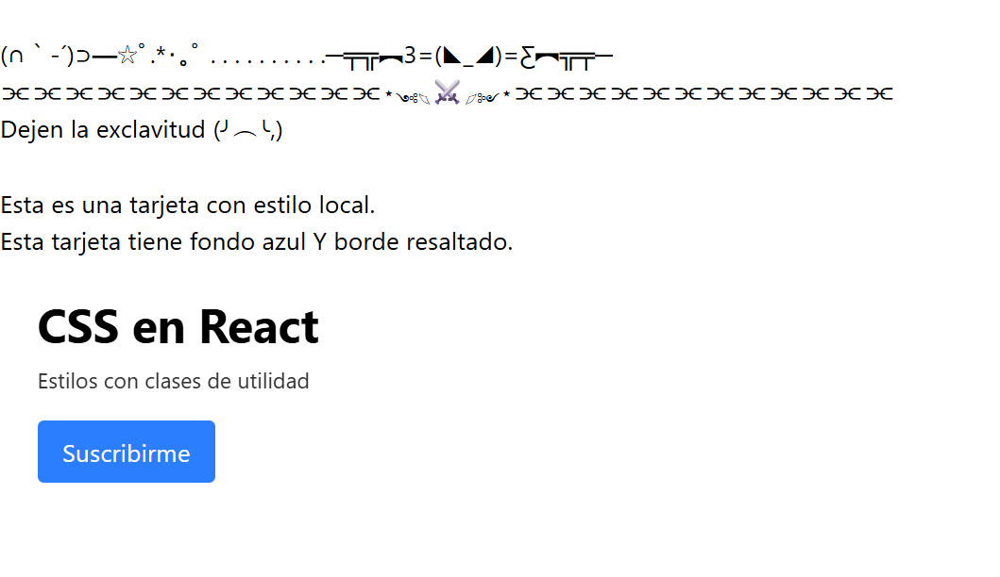 (∩ ` -´)⊃━☆ﾟ.*･｡ﾟ . . . . . . . . . .─╤╦︻3=(◣_◢)=Ƹ︻╦╤─
⫘⫘⫘⫘⫘⫘⫘⫘⫘⫘⫘⫘⋆༺𓆩⚔𓆪༻⋆⫘⫘⫘⫘⫘⫘⫘⫘⫘⫘⫘⫘
Dejen la exclavitud (╯︵╰,)
Esta es una tarjeta con estilo local.
Esta tarjeta tiene fondo azul Y borde resaltado.
CSS en React
Estilos con clases de utilidad
Suscribirme